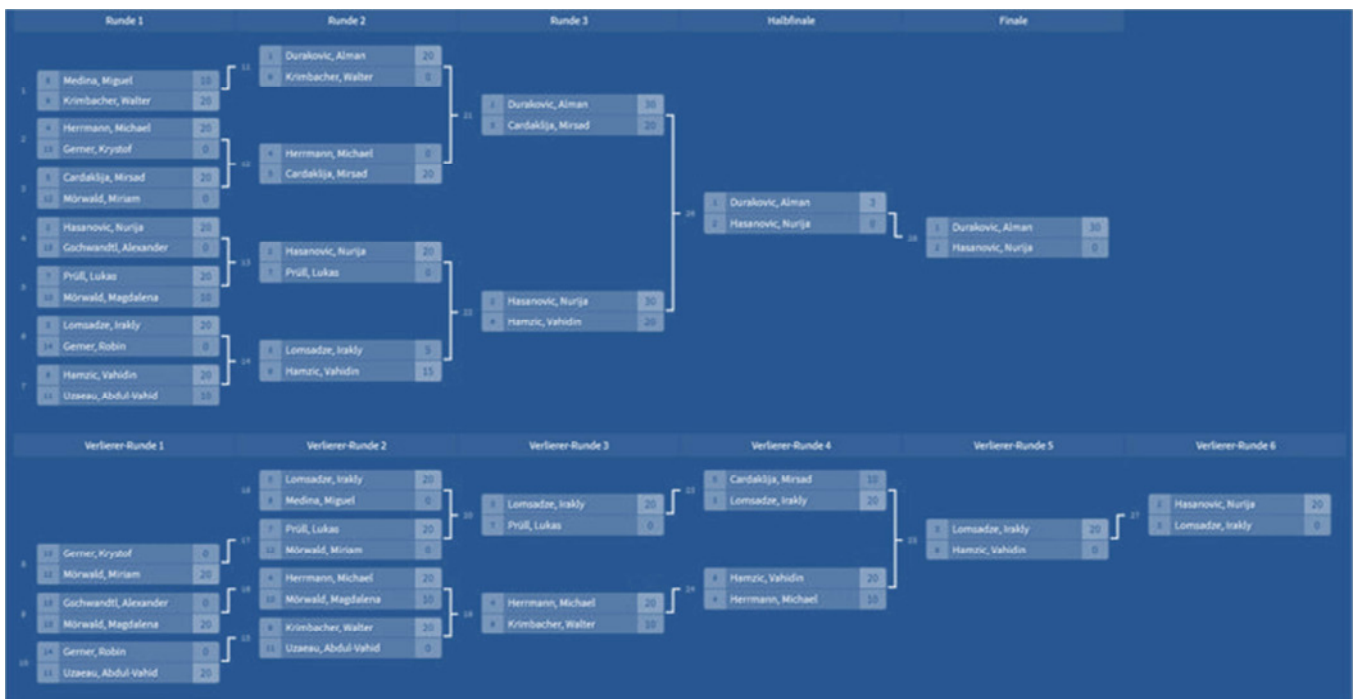 Runde 1 Runde 2 Runde 3 Halbfinale Finale
Durakovic, Alman 20
Krimbacher, Walter 0
Medina, Miguel 10
Krimbacher, Walter 20
Herrmann, Michael 20
Gerner, Krystof 0
Cardaklija, Mirsad 20
Mörwald, Miriam 0
Hasanovic, Nurija 20
Gschwandtl, Alexander 0
Prüll, Lukas 20
Mörwald, Magdalena 10
Lomsadze, Irakly 20
Gerner, Robin 0
Hamzic, Vahidin 20
Uzaeau, Abdul-Vahid 10
Herrmann, Michael 0
Cardaklija, Mirsad 20
Hasanovic, Nurija 20
Prüll, Lukas 0
Lomsadze, Irakly 5
Hamzic, Vahidin 15
Durakovic, Alman 30
Cardaklija, Mirsad 20
Hasanovic, Nurija 30
Hamzic, Vahidin 20
Durakovic, Alman 3
Hasanovic, Nurija 0
Durakovic, Alman 30
Hasanovic, Nurija 0
Verlierer-Runde 1 Verlierer-Runde 2 Verlierer-Runde 3 Verlierer-Runde 4 Verlierer-Runde 5 Verlierer-Runde 6
Gerner, Krystof 0
Mörwald, Miriam 20
Gschwandtl, Alexander 0
Mörwald, Magdalena 20
Gerner, Robin 0
Uzaeau, Abdul-Vahid 20
Lomsadze, Irakly 20
Medina, Miguel 0
Prüll, Lukas 20
Mörwald, Miriam 0
Herrmann, Michael 20
Mörwald, Magdalena 10
Krimbacher, Walter 20
Uzaeau, Abdul-Vahid 0
Lomsadze, Irakly 20
Prüll, Lukas 0
Herrmann, Michael 20
Krimbacher, Walter 10
Cardaklija, Mirsad 10
Lomsadze, Irakly 20
Hamzic, Vahidin 20
Herrmann, Michael 10
Lomsadze, Irakly 20
Hamzic, Vahidin 0
Hasanovic, Nurija 20
Lomsadze, Irakly 0